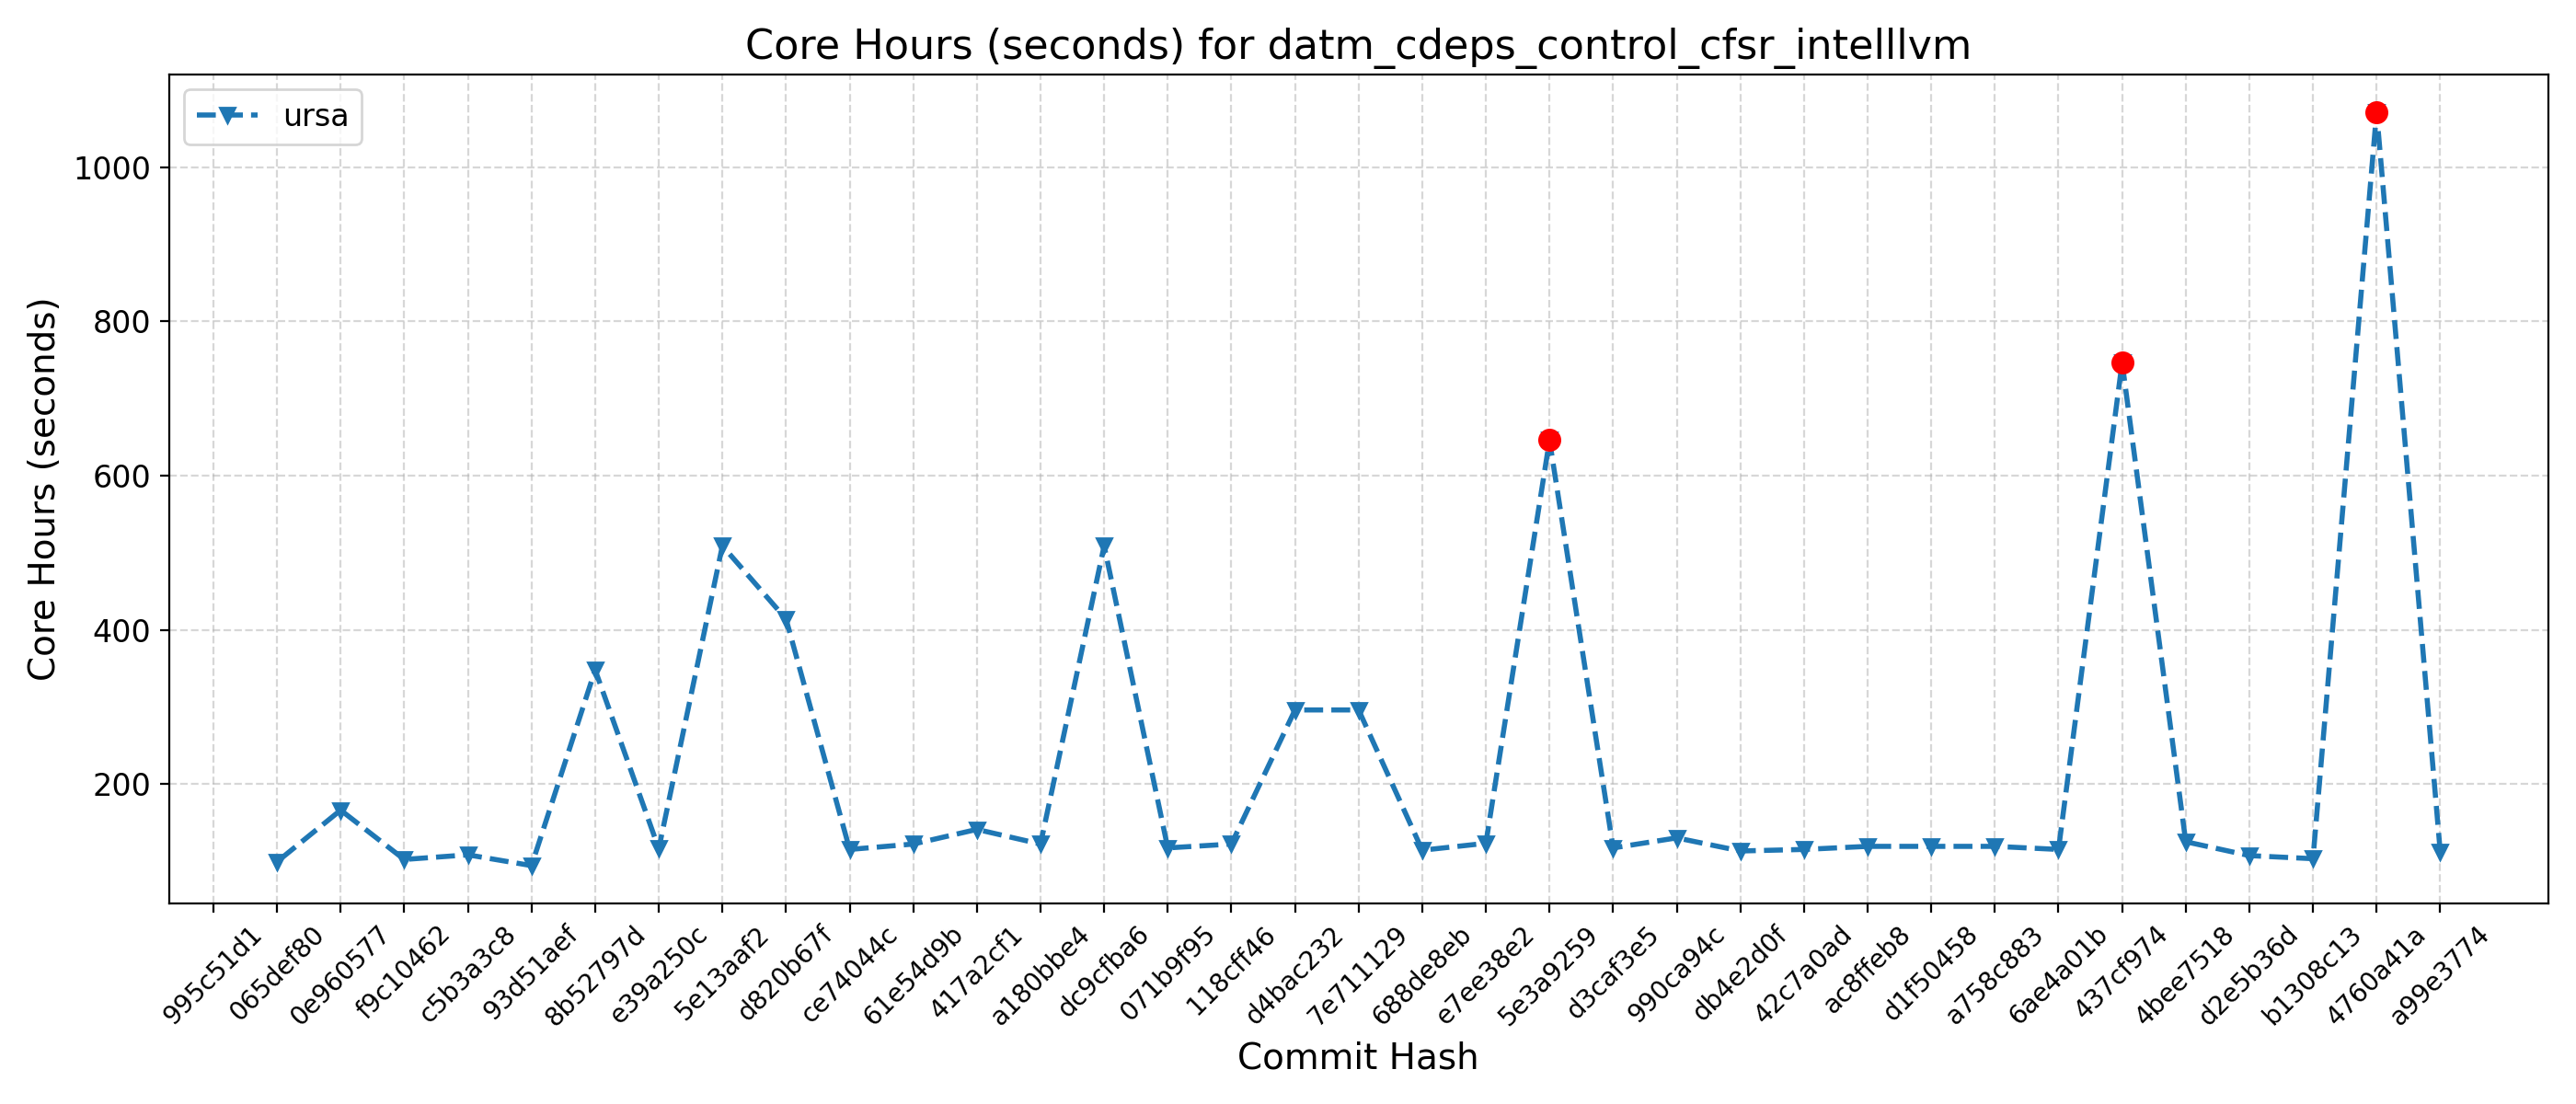 Core Hours (seconds) for datm_cdeps_control_cfsr_intelllvm
ursa
Core Hours (seconds)
1000
800
600
400
200
995c51d1
065def80
0e960577
f9c10462
c5b3a3c8
93d51aef
8b52797d
e39a250c
5e13aaf2
d820b67f
ce74044c
61e54d9b
417a2cf1
a180bbe4
dc9cfba6
071b9f95
118cff46
d4bac232
7e711129
688de8eb
e7ee38e2
5e3a9259
d3caf3e5
990ca94c
db4e2d0f
42c7a0ad
ac8ffeb8
d1f50458
a758c883
6ae4a01b
437cf974
4bee7518
d2e5b36d
b1308c13
4760a41a
a99e3774
Commit Hash